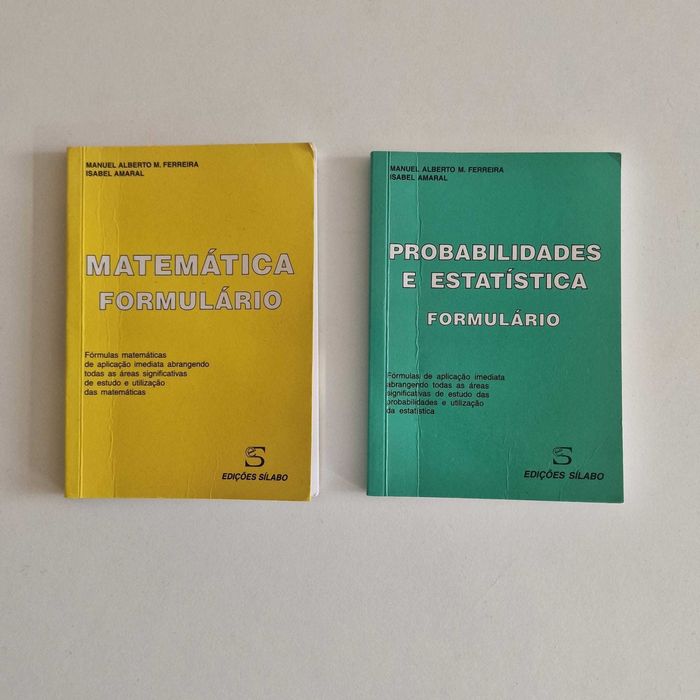 MANUEL ALBERTO M. FERREIRA
ISABEL AMARAL
MATEMÁTICA
FORMULÁRIO
Fórmulas matemáticas
de aplicação imediata abrangendo
todas as áreas significativas
de estudo e utilização
das matemáticas
S
EDIÇÕES SÍLABO
MANUEL ALBERTO M. FERREIRA
ISABEL AMARAL
PROBABILIDADES
E ESTATÍSTICA
FORMULÁRIO
Fórmulas de aplicação imediata
abrangendo todas as áreas
significativas de estudo das
probabilidades e utilização
da estatística
S
EDIÇÕES SÍLABO